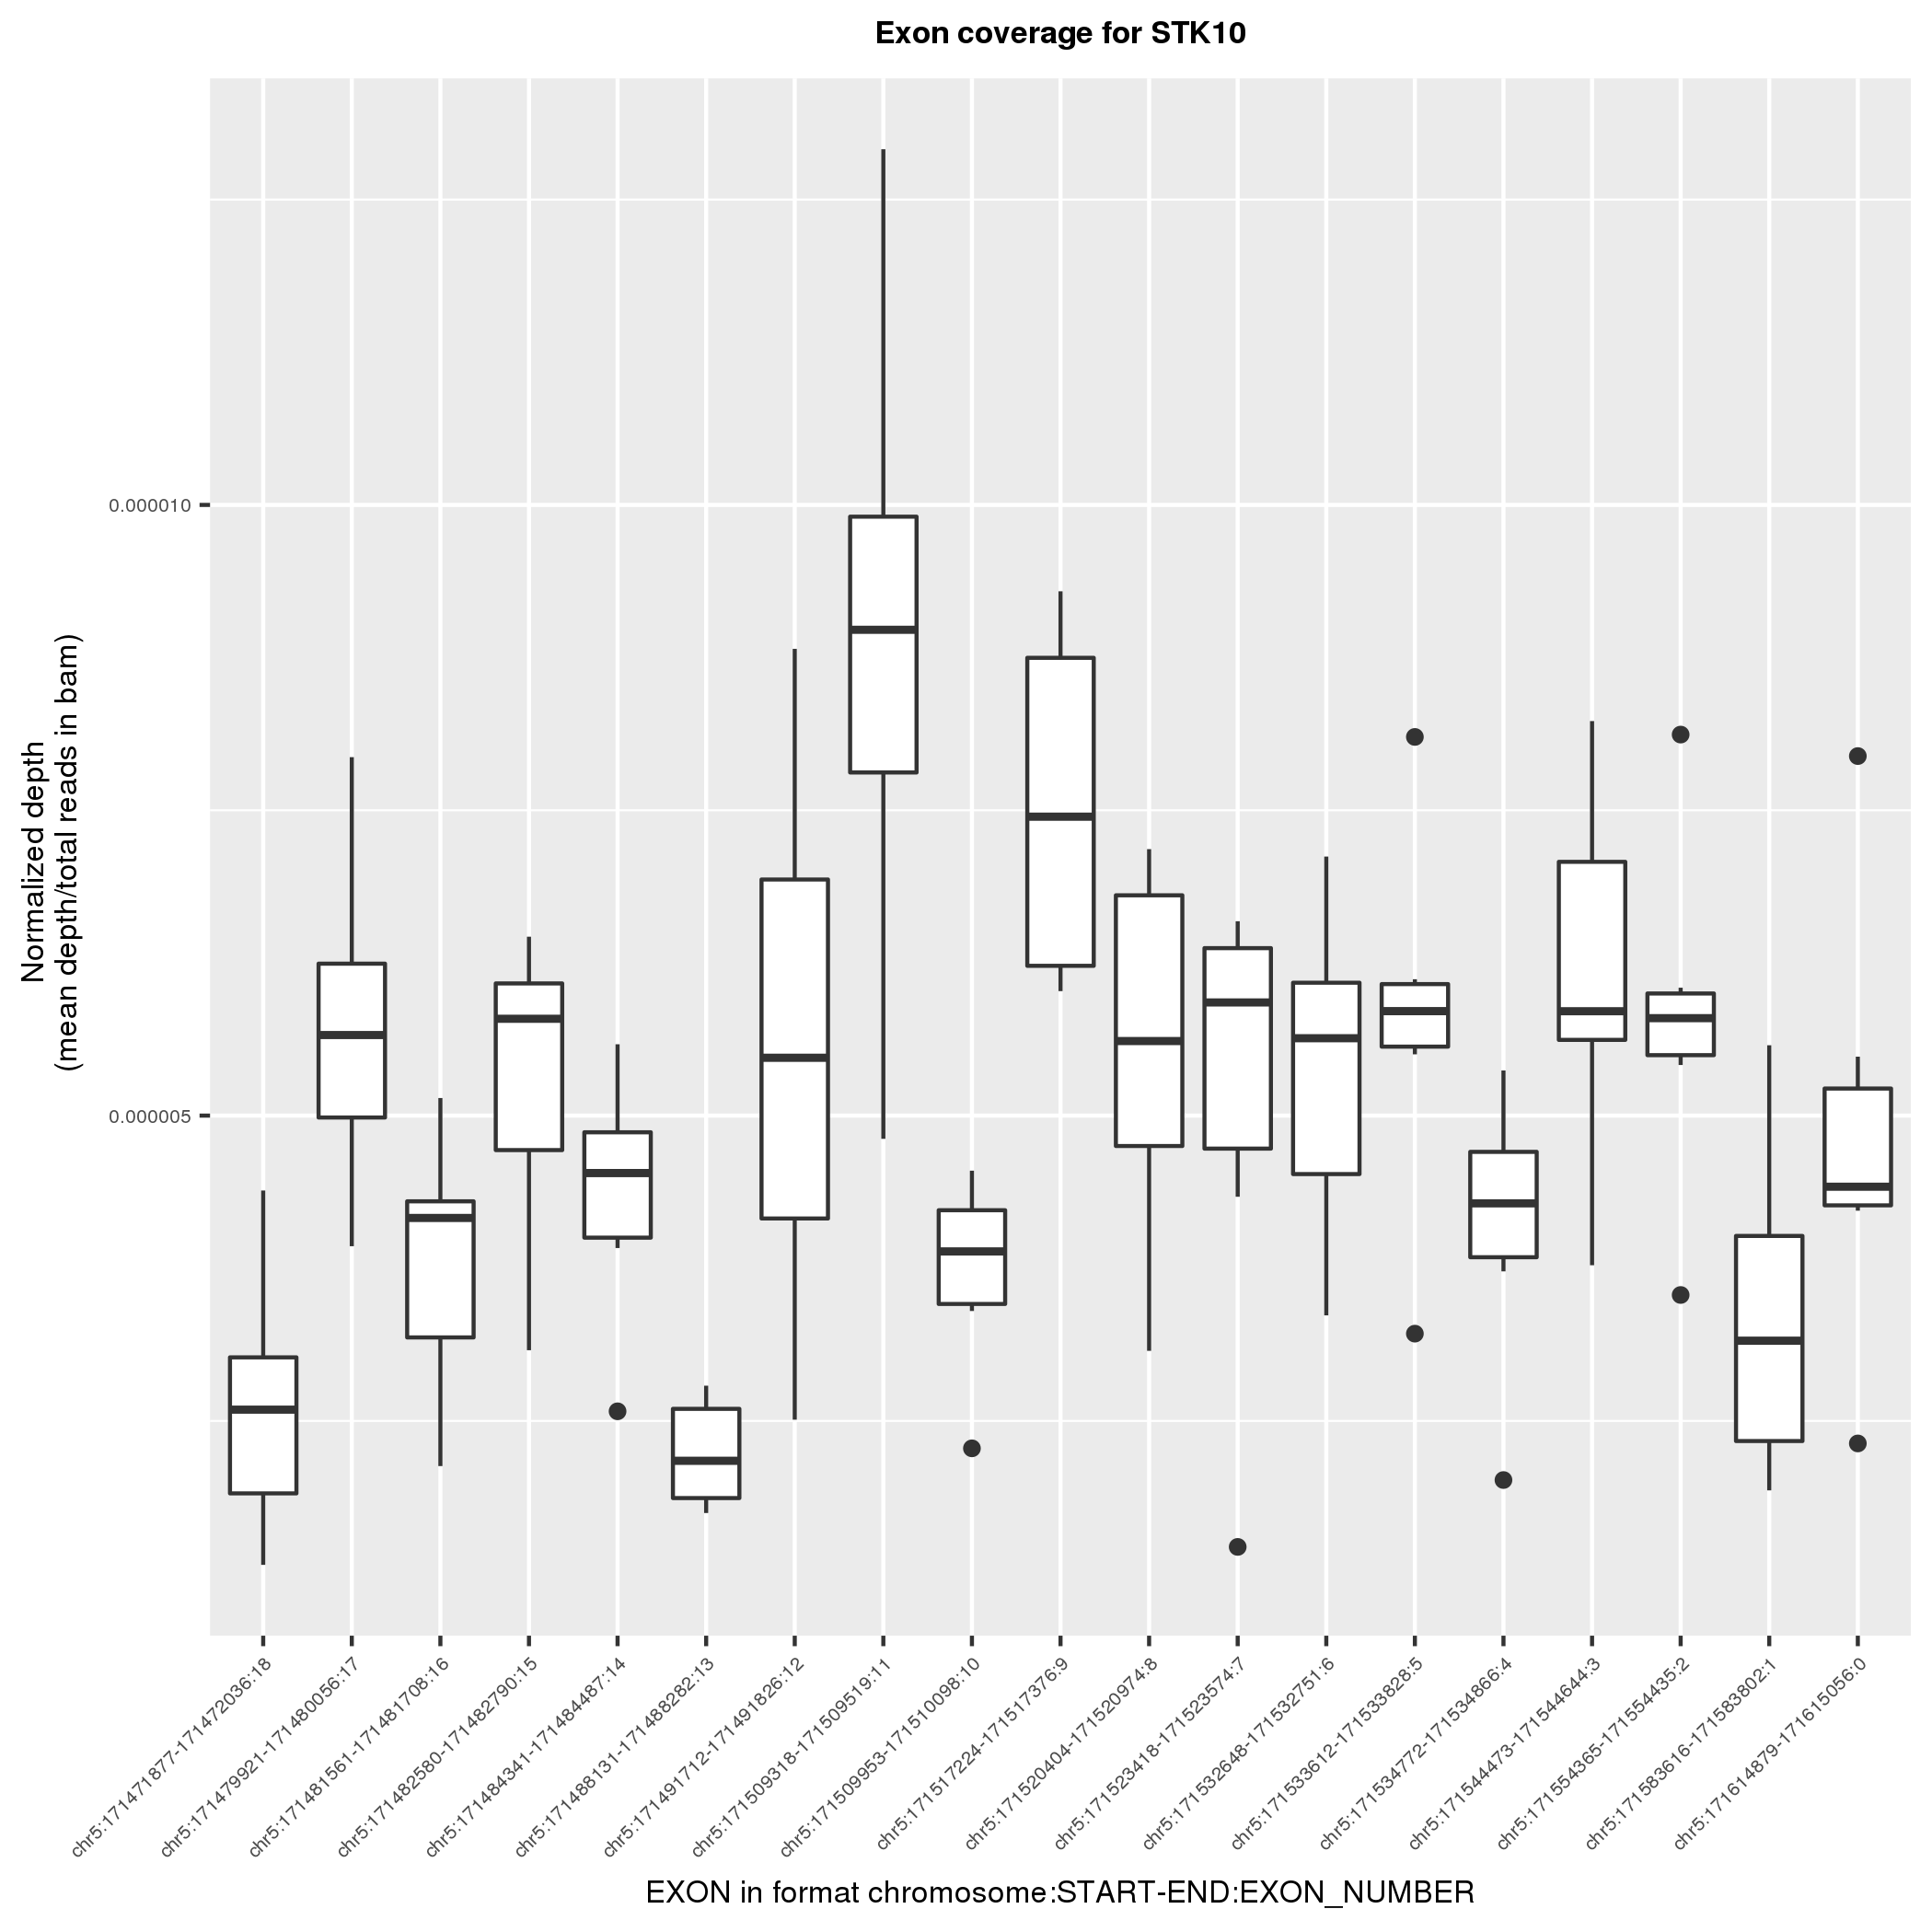 Exon coverage for STK10
Normalized depth
(mean depth/total reads in bam)
0.000010
0.000005
chr5:171471877-171472036:18
chr5:171479921-171480056:17
chr5:171481561-171481708:16
chr5:171482580-171482790:15
chr5:171484341-171484487:14
chr5:171488131-171488282:13
chr5:171491712-171491826:12
chr5:171509318-171509519:11
chr5:171509953-171510098:10
chr5:171517224-171517376:9
chr5:171520404-171520974:8
chr5:171523418-171523574:7
chr5:171532648-171532751:6
chr5:171533612-171533828:5
chr5:171534772-171534866:4
chr5:171544473-171544644:3
chr5:171554365-171554435:2
chr5:171583616-171583802:1
chr5:171614879-171615056:0
EXON in format chromosome:START-END:EXON_NUMBER